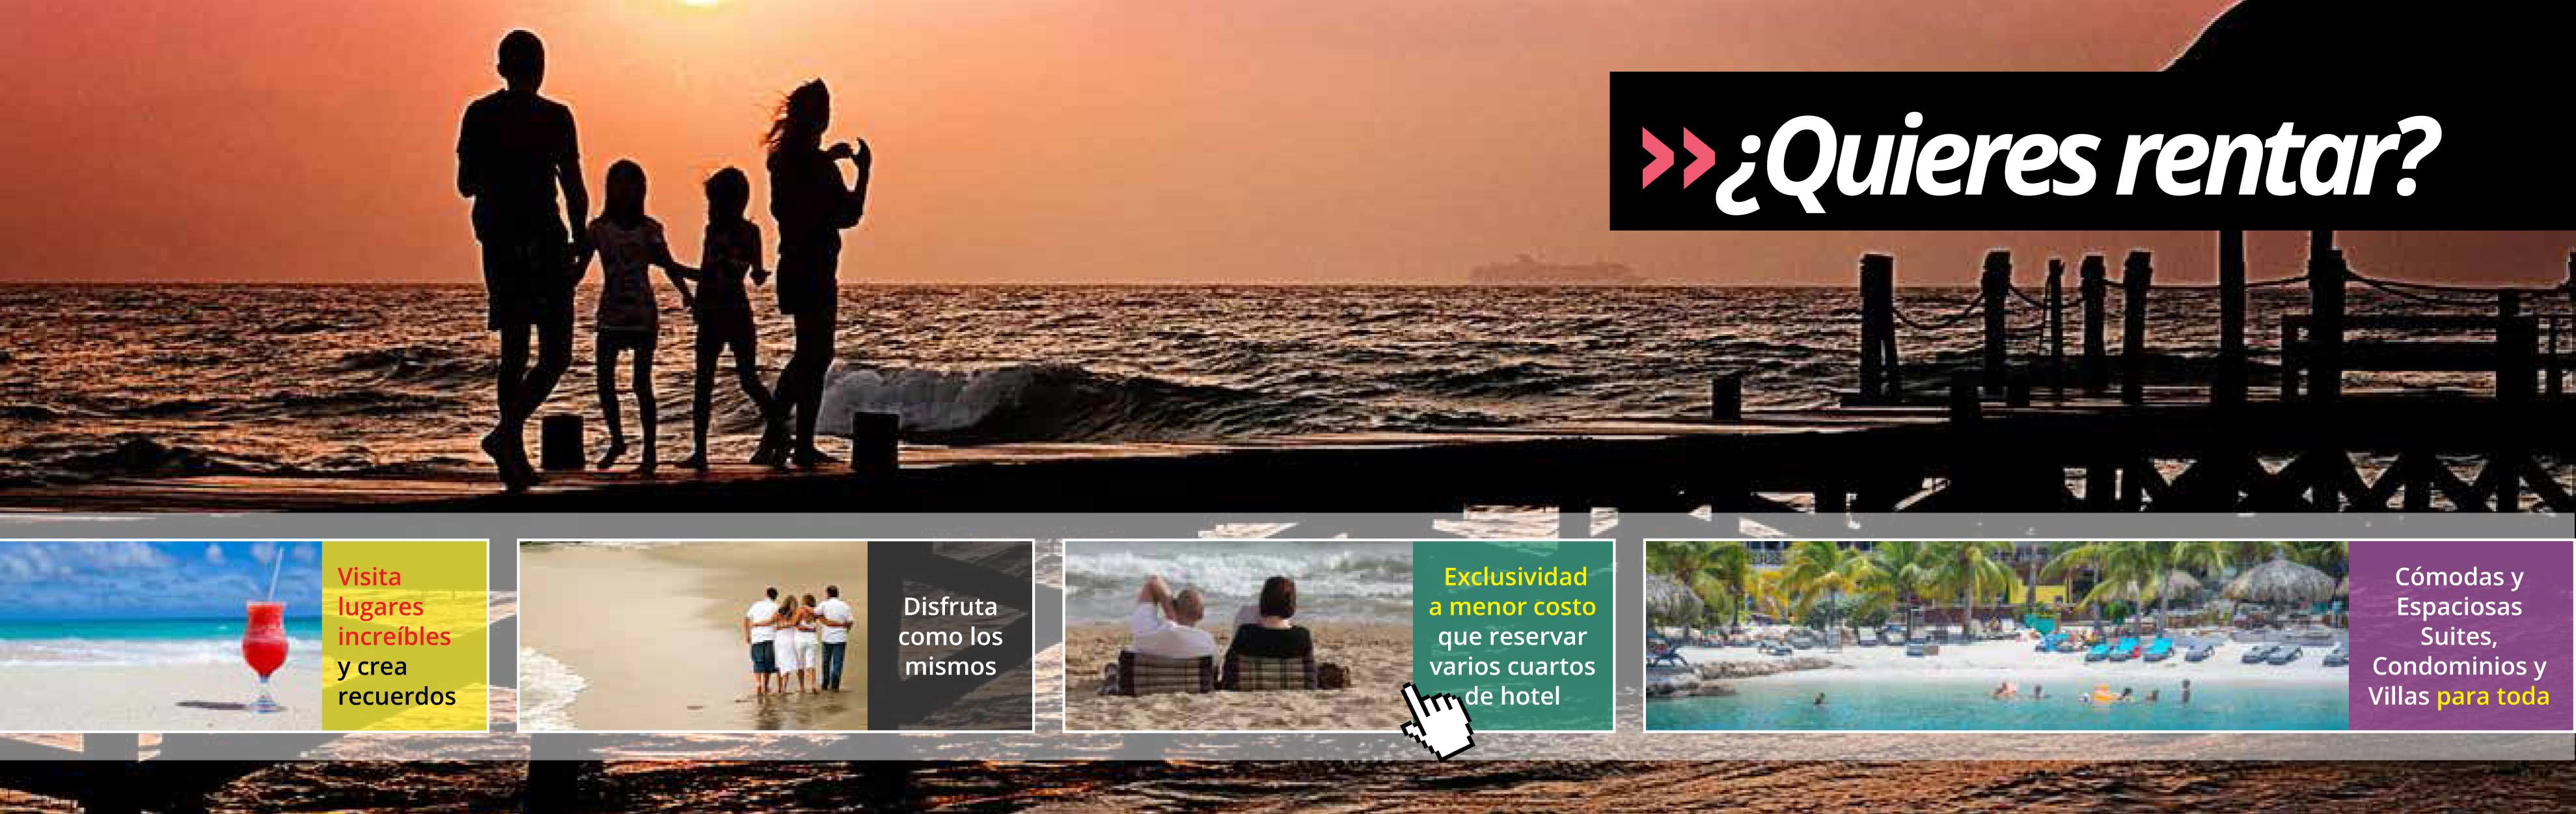 >>¿Quieres rentar?
Visita
lugares
increíbles
y crea
recuerdos
Disfruta
como los
mismos
Exclusividad
a menor costo
que reservar
varios cuartos
de hotel
Cómodas y
Espaciosas
Suites,
Condominios y
Villas para toda